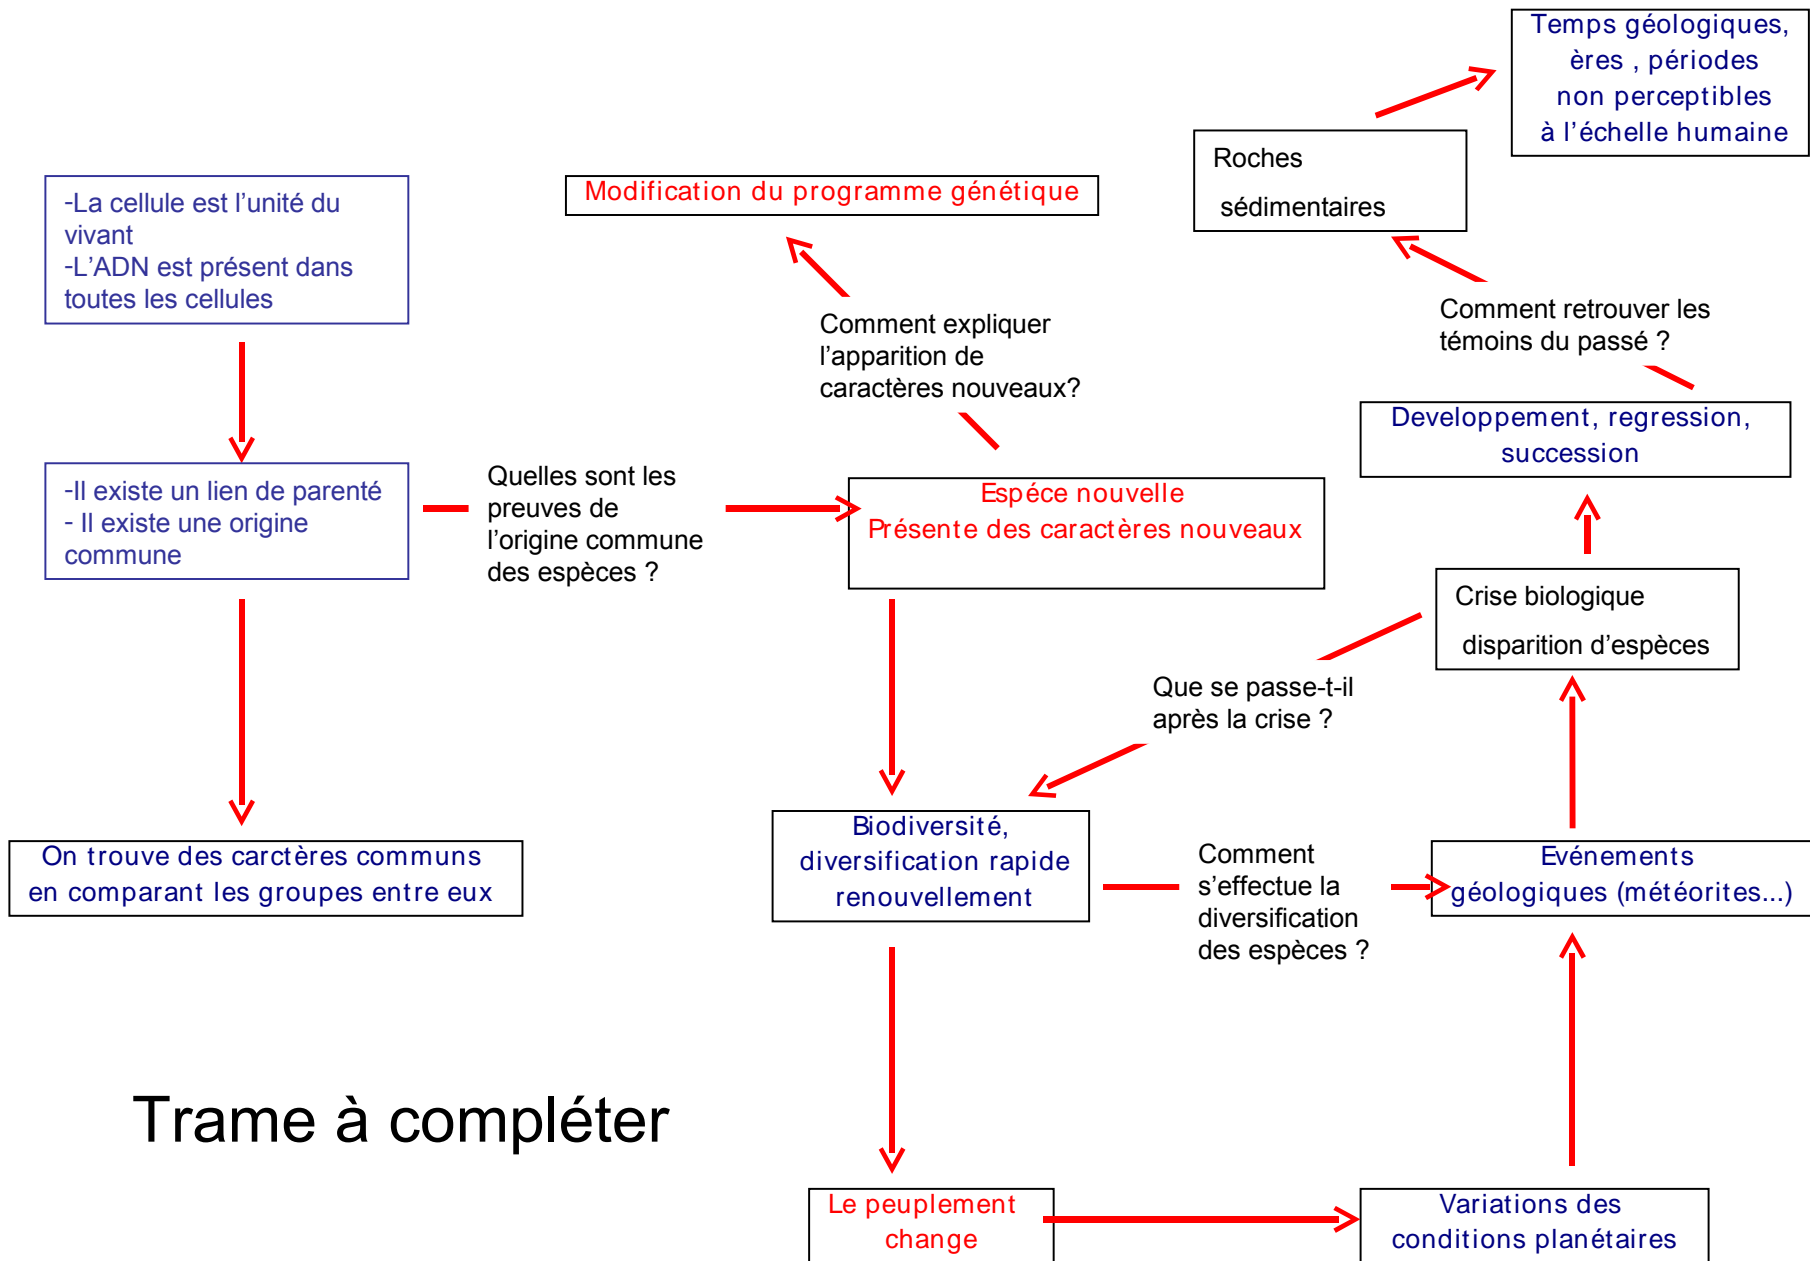 Temps géologiques,
ères , périodes
non perceptibles
à l'échelle humaine
Roches
sédimentaires
-La cellule est l'unité du
vivant
-L'ADN est présent dans
toutes les cellules
Modification du programme génétique
Comment expliquer
l'apparition de
caractères nouveaux?
Comment retrouver les
témoins du passé ?
Developpement, regression,
succession
-Il existe un lien de parenté
- Il existe une origine
commune
Quelles sont les
preuves de
l'origine commune
des espèces ?
Espéce nouvelle
Présente des caractères nouveaux
Crise biologique
disparition d'espèces
Que se passe-t-il
après la crise ?
On trouve des carctères communs
en comparant les groupes entre eux
Biodiversité,
diversification rapide
renouvellement
Comment
s'effectue la
diversification
des espèces ?
Evénements
géologiques (météorites...)
Trame à compléter
Le peuplement
change
Variations des
conditions planétaires